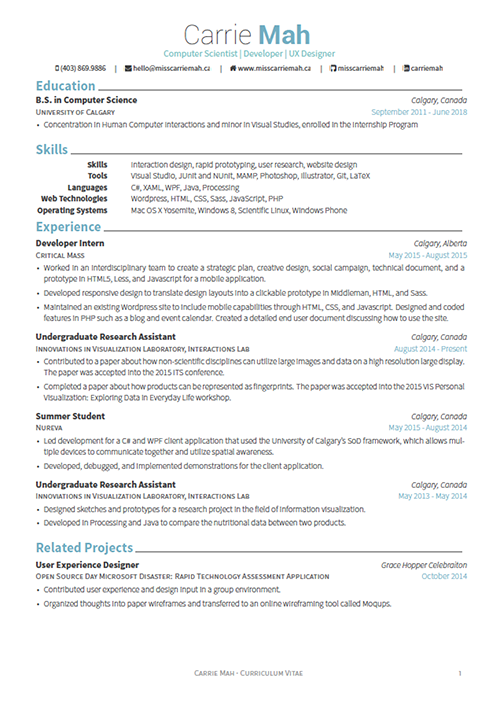 Carrie Mah
Computer Scientist | Developer | UX Designer
(403) 869.9886 | hello@misscarriemah.ca | www.misscarriemah.ca | misscarriemah | carriemah
Education
B.S. in Computer Science Calgary, Canada
University of Calgary September 2011 - June 2018
• Concentration in Human Computer Interactions and minor in Visual Studies, enrolled in the Internship Program
Skills
Skills Interaction design, rapid prototyping, user research, website design
Tools Visual Studio, JUnit and NUnit, MAMP, Photoshop, Illustrator, Git, LaTeX
Languages C#, XAML, WPF, Java, Processing
Web Technologies Wordpress, HTML, CSS, Sass, JavaScript, PHP
Operating Systems Mac OS X Yosemite, Windows 8, Scientific Linux, Windows Phone
Experience
Developer Intern Calgary, Alberta
Critical Mass May 2015 - August 2015
• Worked in an interdisciplinary team to create a strategic plan, creative design, social campaign, technical document, and a
prototype in HTML5, Less, and Javascript for a mobile application.
• Developed responsive design to translate design layouts into a clickable prototype in Middleman, HTML, and Sass.
• Maintained an existing Wordpress site to include mobile capabilities through HTML, CSS, and Javascript. Designed and coded
features in PHP such as a blog and event calendar. Created a detailed end user document discussing how to use the site.
Undergraduate Research Assistant Calgary, Canada
Innovations in Visualization Laboratory, Interactions Lab August 2014 - Present
• Contributed to a paper about how non-scientific disciplines can utilize large images and data on a high resolution large display.
The paper was accepted into the 2015 ITS conference.
• Completed a paper about how products can be represented as fingerprints. The paper was accepted into the 2015 VIS Personal
Visualization: Exploring Data in Everyday Life workshop.
Summer Student Calgary, Canada
Nureva May 2015 - August 2014
• Led development for a C# and WPF client application that used the University of Calgary's SoD framework, which allows mul-
tiple devices to communicate together and utilize spatial awareness.
• Developed, debugged, and implemented demonstrations for the client application.
Undergraduate Research Assistant Calgary, Canada
Innovations in Visualization Laboratory, Interactions Lab May 2013 - May 2014
• Designed sketches and prototypes for a research project in the field of information visualization.
• Developed in Processing and Java to compare the nutritional data between two products.
Related Projects
User Experience Designer Grace Hopper Celebraiton
Open Source Day Microsoft Disaster: Rapid Technology Assessment Application October 2014
• Contributed user experience and design input in a group environment.
• Organized thoughts into paper wireframes and transferred to an online wireframing tool called Moqups.
Carrie Mah · Curriculum Vitae 1